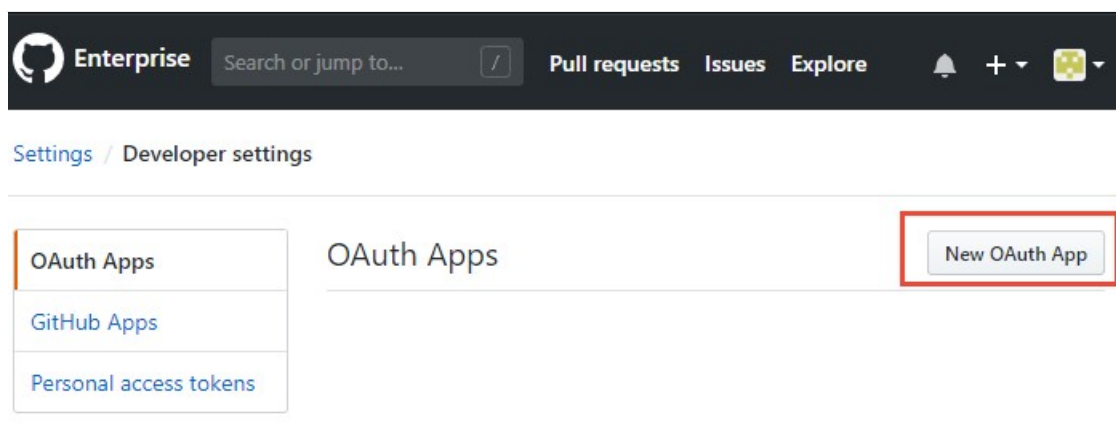 Enterprise Search or jump to... / Pull requests Issues Explore
Settings / Developer settings
OAuth Apps
GitHub Apps
Personal access tokens
OAuth Apps
New OAuth App